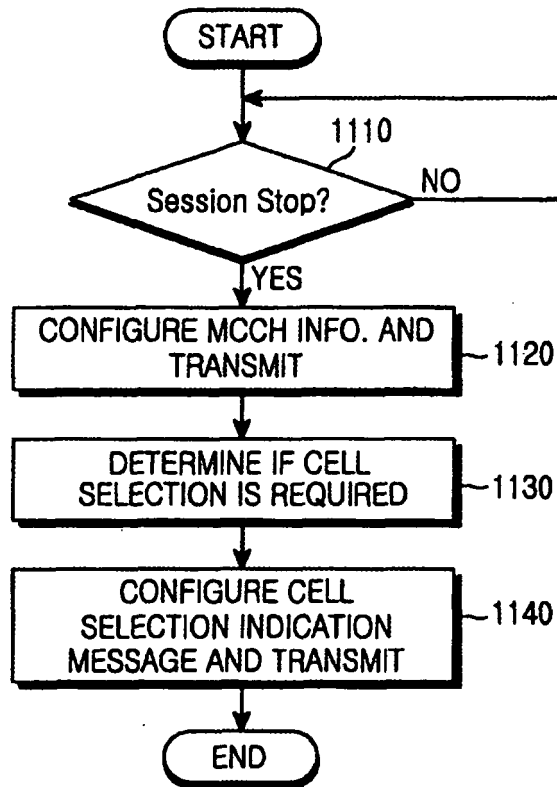 START
1110
Session Stop?
NO
YES
CONFIGURE MCCH INFO. AND
TRANSMIT
1120
DETERMINE IF CELL
SELECTION IS REQUIRED
1130
CONFIGURE CELL
SELECTION INDICATION
MESSAGE AND TRANSMIT
1140
END